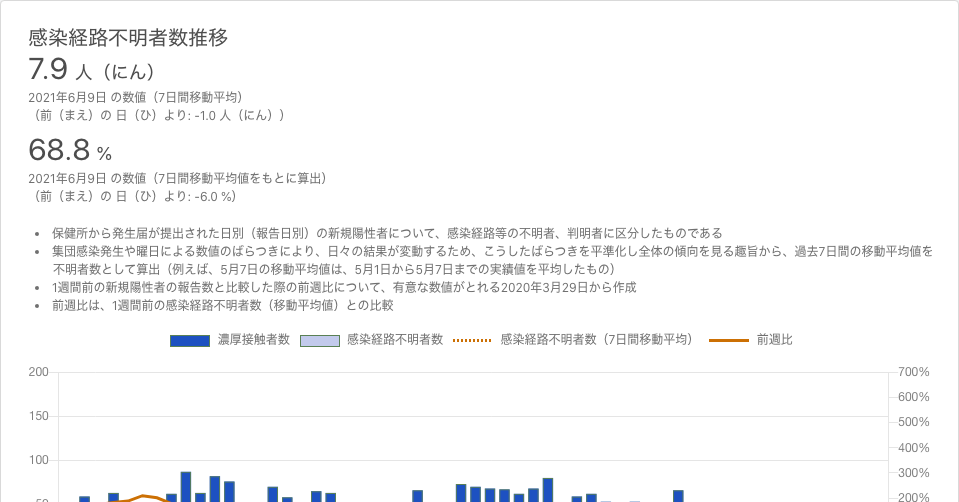 感染経路不明者数推移
7.9 人（にん）
2021年6月9日 の数値（7日間移動平均）
（前（まえ）の 日（ひ）より: -1.0 人（にん））
68.8 %
2021年6月9日 の数値（7日間移動平均値をもとに算出）
（前（まえ）の 日（ひ）より: -6.0 %）
• 保健所から発生届が提出された日別（報告日別）の新規陽性者について、感染経路等の不明者、判明者に区分したものである
• 集団感染発生や曜日による数値のばらつきにより、日々の結果が変動するため、こうしたばらつきを平準化し全体の傾向を見る趣旨から、過去7日間の移動平均値を
不明者数として算出（例えば、5月7日の移動平均値は、5月1日から5月7日までの実績値を平均したもの）
• 1週間前の新規陽性者の報告数と比較した際の前週比について、有意な数値がとれる2020年3月29日から作成
• 前週比は、1週間前の感染経路不明者数（移動平均値）との比較
濃厚接触者数 感染経路不明者数 感染経路不明者数（7日間移動平均） 前週比
200 700%
600%
150 500%
400%
100 300%
50 200%